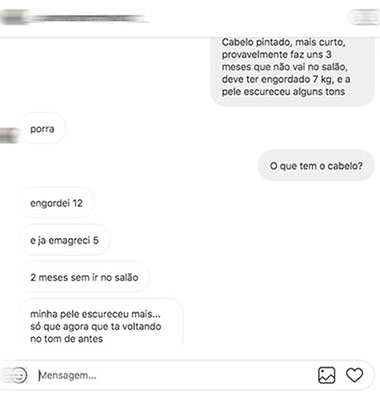 Cabelo pintado, mais curto,
provavelmente faz uns 3
meses que não vai no salão,
deve ter engordado 7 kg, e a
pele escureceu alguns tons
porra
O que tem o cabelo?
engordei 12
e ja emagreci 5
2 meses sem ir no salão
minha pele escureceu mais...
só que agora que ta voltando
no tom de antes
Mensagem...